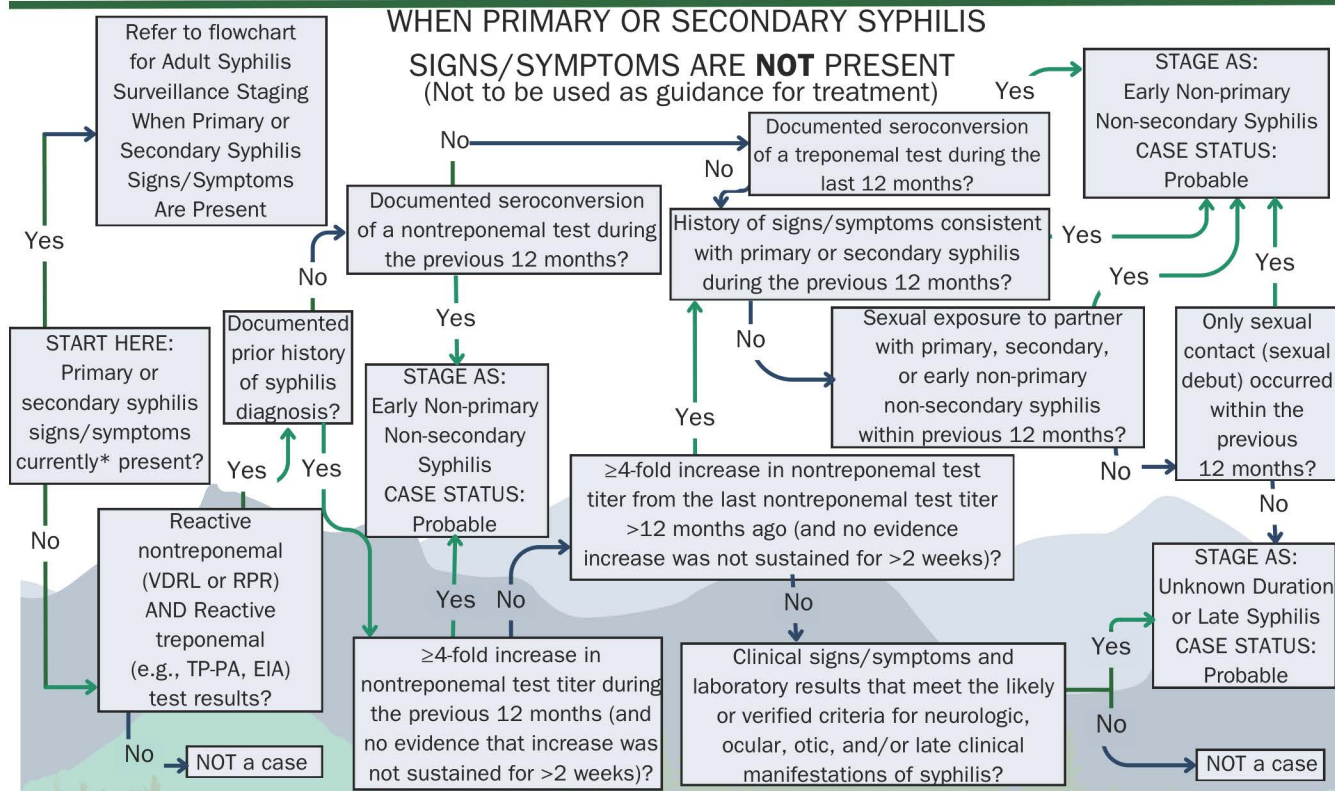 WHEN PRIMARY OR SECONDARY SYPHILIS
SIGNS/SYMPTOMS ARE NOT PRESENT
(Not to be used as guidance for treatment)
Refer to flowchart
for Adult Syphilis
Surveillance Staging
When Primary or
Secondary Syphilis
Signs/Symptoms
Are Present
Yes
START HERE:
Primary or
secondary syphilis
signs/symptoms
currently* present?
No
Reactive
nontreponemal
(VDRL or RPR)
AND Reactive
treponemal
(e.g., TP-PA, EIA)
test results?
No
NOT a case
Yes
Documented
prior history
of syphilis
diagnosis?
No
Yes
Documented seroconversion
of a nontreponemal test during
the previous 12 months?
No
Yes
STAGE AS:
Early Non-primary
Non-secondary
Syphilis
CASE STATUS:
Probable
Yes
No
≥4-fold increase in
nontreponemal test titer during
the previous 12 months (and
no evidence that increase was
not sustained for >2 weeks)?
Documented seroconversion
of a treponemal test during the
last 12 months?
Yes
No
History of signs/symptoms consistent
with primary or secondary syphilis
during the previous 12 months?
Yes
No
Yes
≥4-fold increase in nontreponemal test
titer from the last nontreponemal test titer
>12 months ago (and no evidence
increase was not sustained for >2 weeks)?
No
Clinical signs/symptoms and
laboratory results that meet the likely
or verified criteria for neurologic,
ocular, otic, and/or late clinical
manifestations of syphilis?
Yes
No
NOT a case
Sexual exposure to partner
with primary, secondary,
or early non-primary
non-secondary syphilis
within previous 12 months?
Yes
No
STAGE AS:
Early Non-primary
Non-secondary Syphilis
CASE STATUS:
Probable
Yes
Only sexual
contact (sexual
debut) occurred
within the
previous
12 months?
No
STAGE AS:
Unknown Duration
or Late Syphilis
CASE STATUS:
Probable